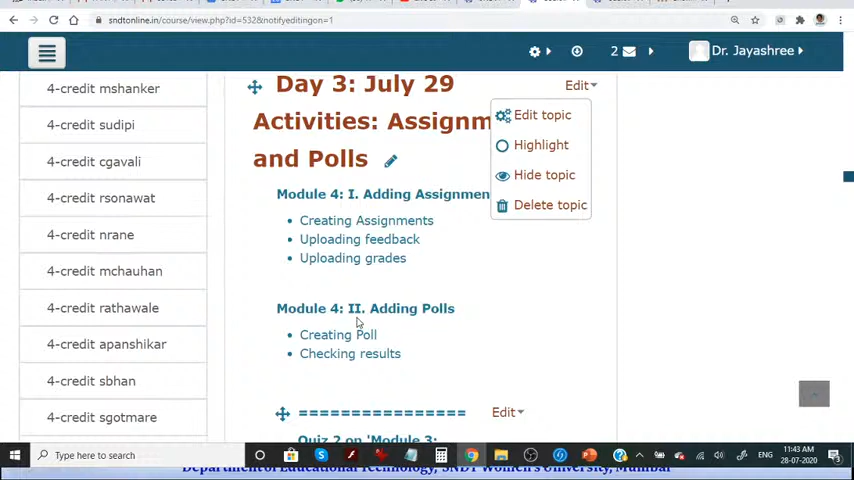 sndtonline.in/course/view.php?id=532&notifyeditingon=1
2
Dr. Jayashree
4-credit mshanker
4-credit sudipi
4-credit cgavali
4-credit rsonawat
4-credit nrane
4-credit mchauhan
4-credit rathawale
4-credit apanshikar
4-credit sbhan
4-credit sgotmare
Day 3: July 29
Edit
Activities: Assignm
and Polls
Edit topic
Highlight
Hide topic
Delete topic
Module 4: I. Adding Assignmen
• Creating Assignments
• Uploading feedback
• Uploading grades
Module 4: II. Adding Polls
• Creating Poll
• Checking results
================
Edit
Quiz 2 on 'Module 3:
Type here to search
ENG
11:43 AM
28-07-2020
3
Department of Educational Technology, SNDT Women's University, Mumbai